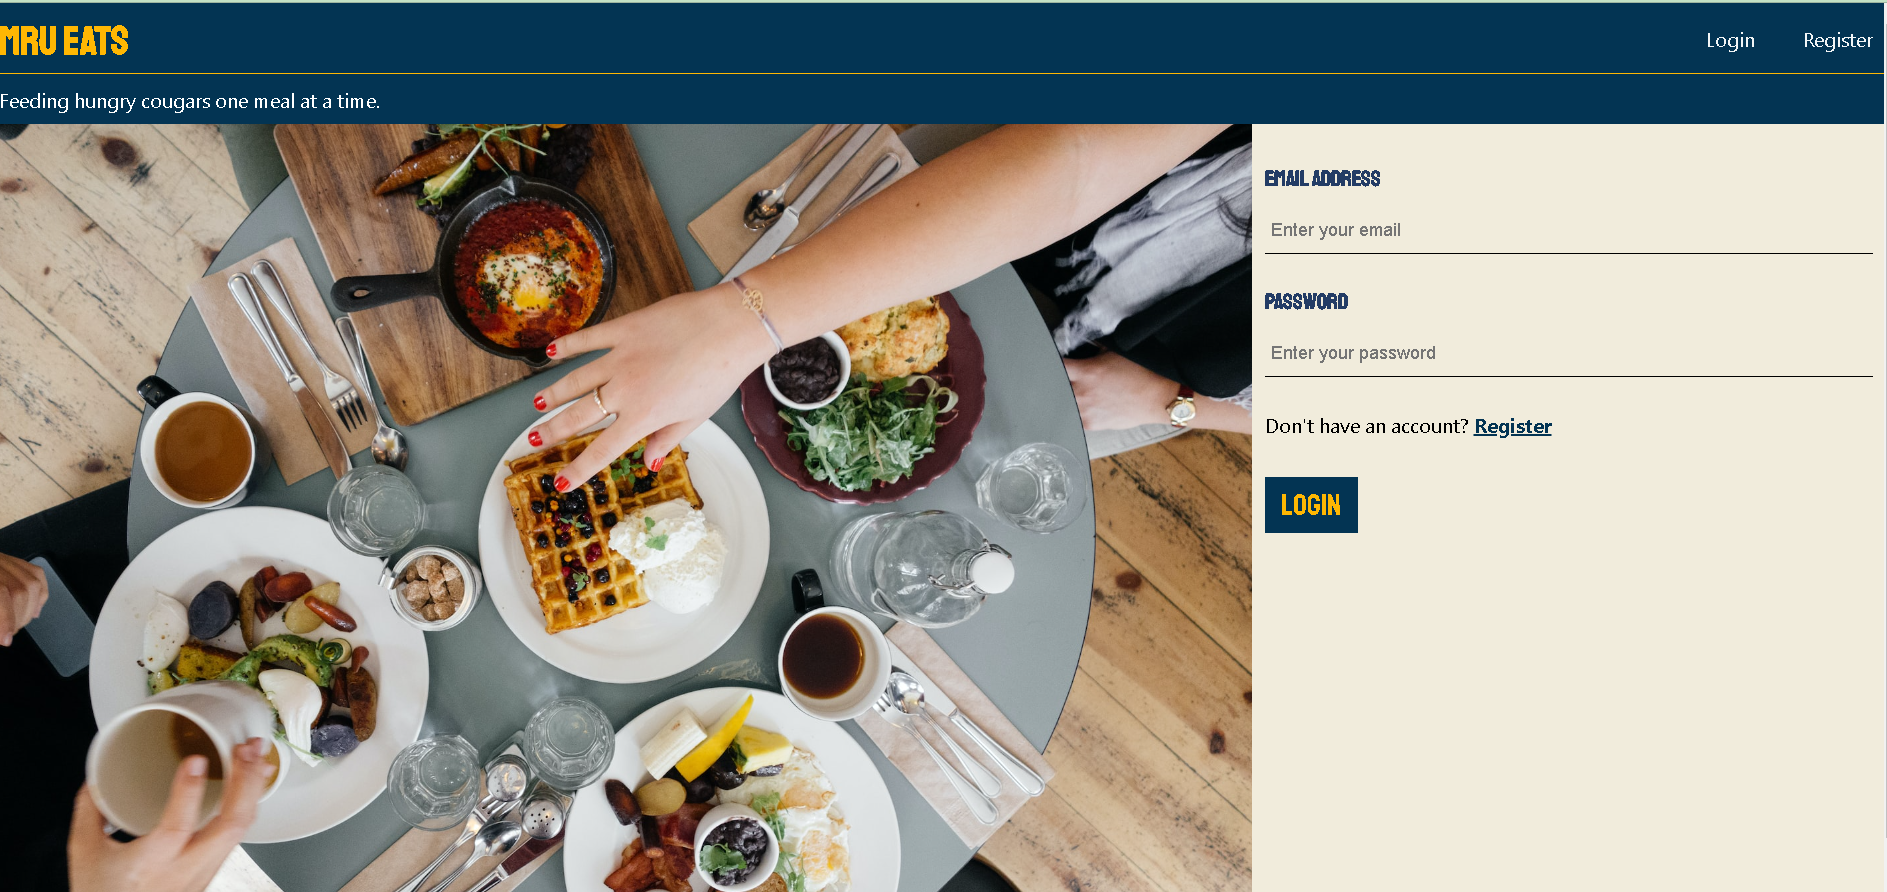 MRU EATS
Login
Register
Feeding hungry cougars one meal at a time.
EMAIL ADDRESS
Enter your email
PASSWORD
Enter your password
Don't have an account? Register
LOGIN